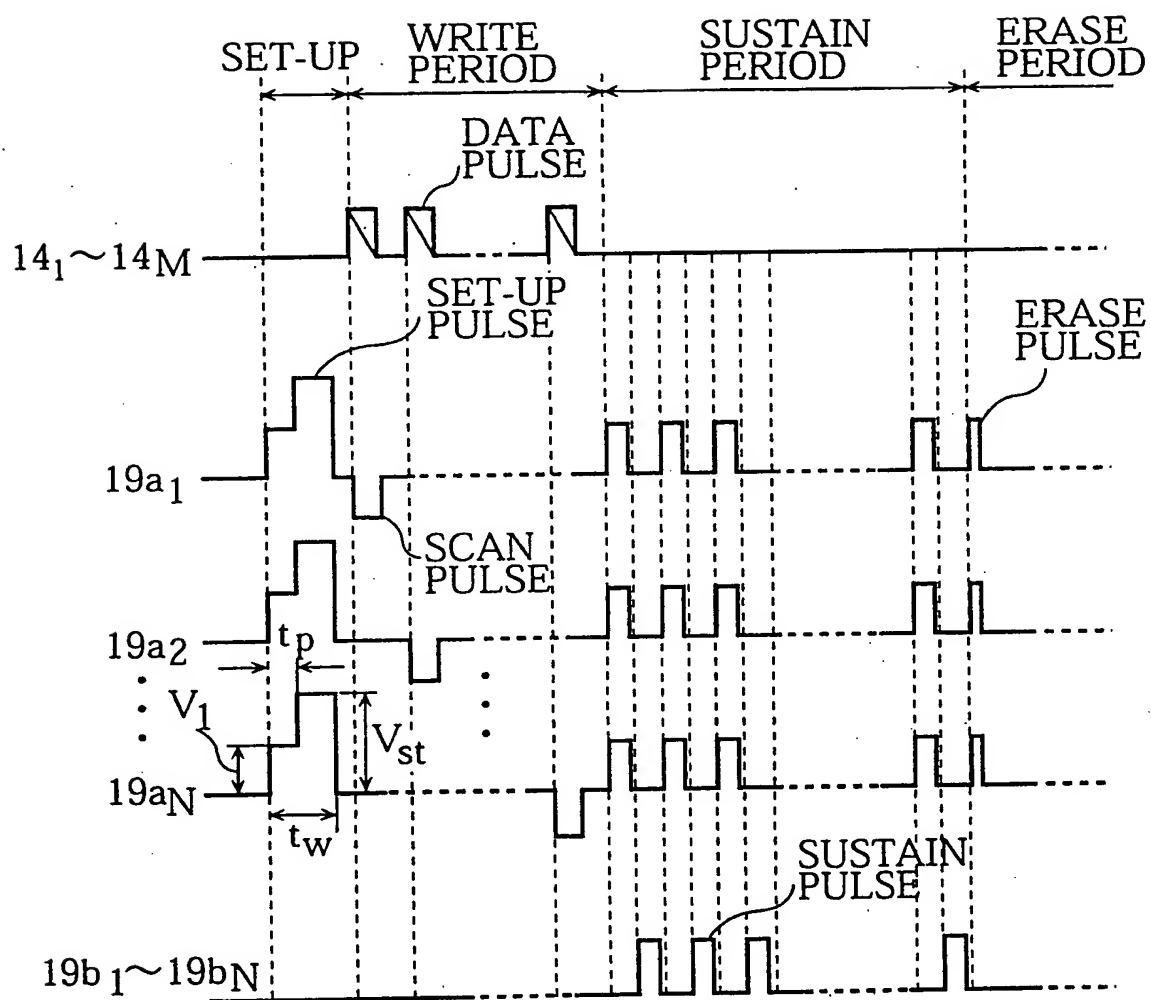 SET-UP
WRITE
PERIOD
SUSTAIN
PERIOD
ERASE
PERIOD
DATA
PULSE
14₁~14M
SET-UP
PULSE
ERASE
PULSE
19a₁
SCAN
PULSE
19a₂
tp
V₁
Vst
19aN
tw
SUSTAIN
PULSE
19b₁~19bN